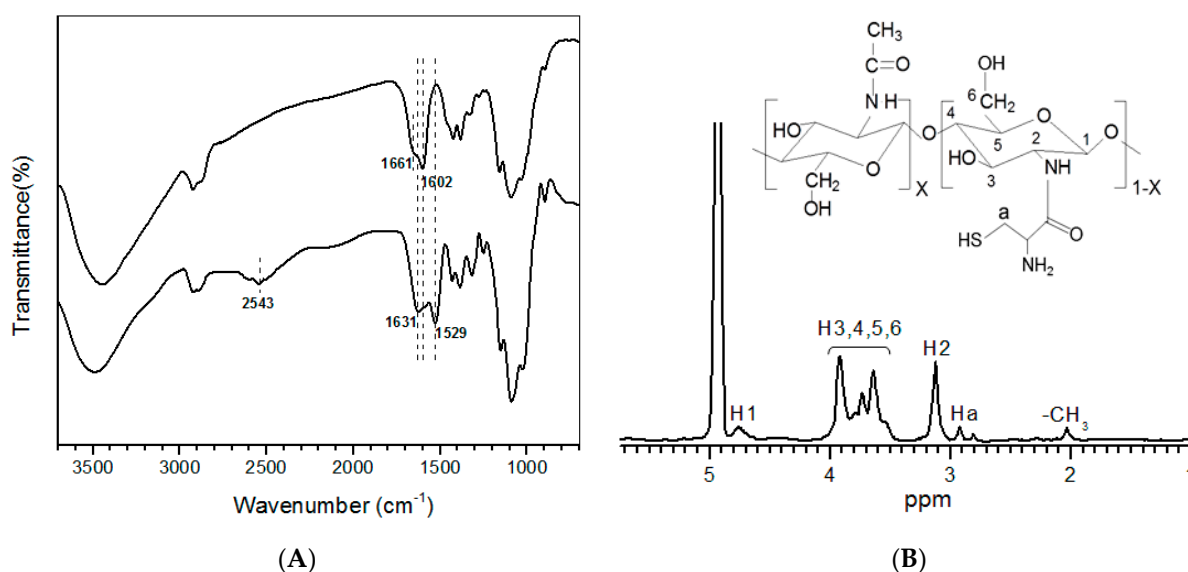 Transmittance(%)
1661
1602
2543
1631
1529
3500 3000 2500 2000 1500 1000
Wavenumber (cm-1)
(A)
CH3
C=O
OH
6
CH2
N H
4
O
HO
5
2
1
O
O
HO
3
NH
O
CH2
X
1-X
OH
a
HS
O
NH2
H3,4,5,6
H2
H1
Ha
-CH3
5 4 3 2 1
ppm
(B)